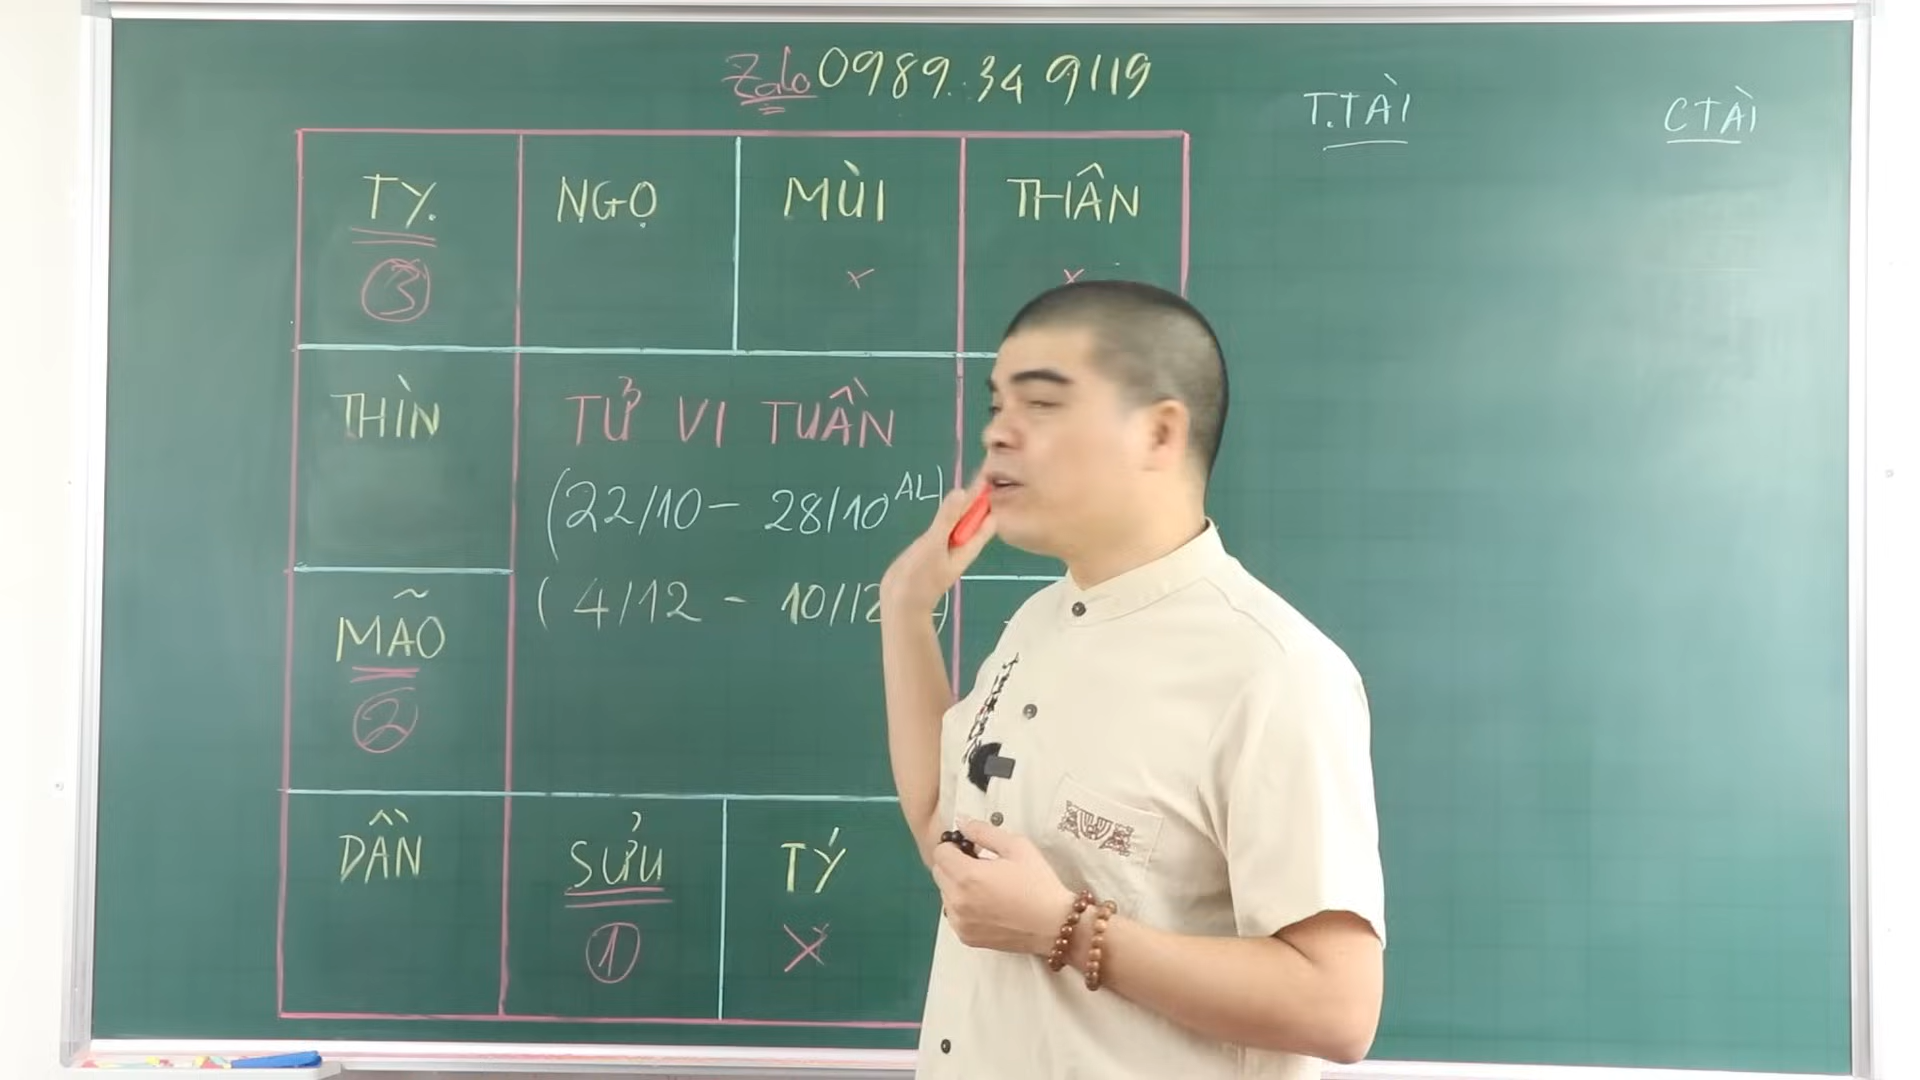 Zalo 0989.34 9119
T.TÀI
CTÀI
TỴ NGỌ MÙI THÂN
3 x x
THÌN
TỬ VI TUẦN
(22/10 - 28/10 AL)
MÃO
(4/12 - 10/12
2
DẦN SỬU TÝ
1 X